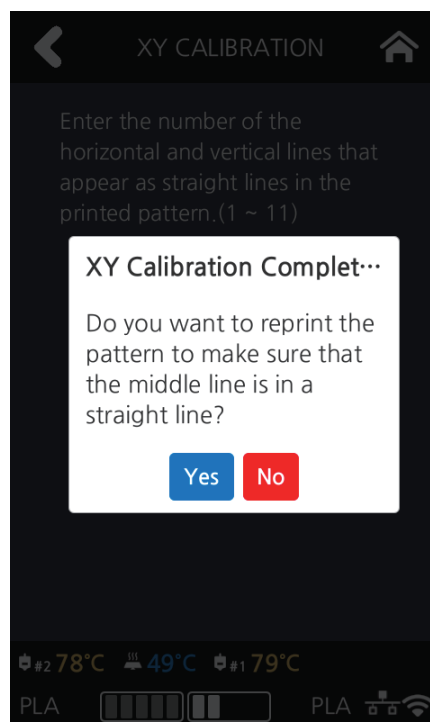 XY CALIBRATION
Enter the number of the
horizontal and vertical lines that
appear as straight lines in the
printed pattern.(1 ~ 11)
XY Calibration Complet…
Do you want to reprint the
pattern to make sure that
the middle line is in a
straight line?
Yes No
#2 78°C 49°C #1 79°C
PLA PLA